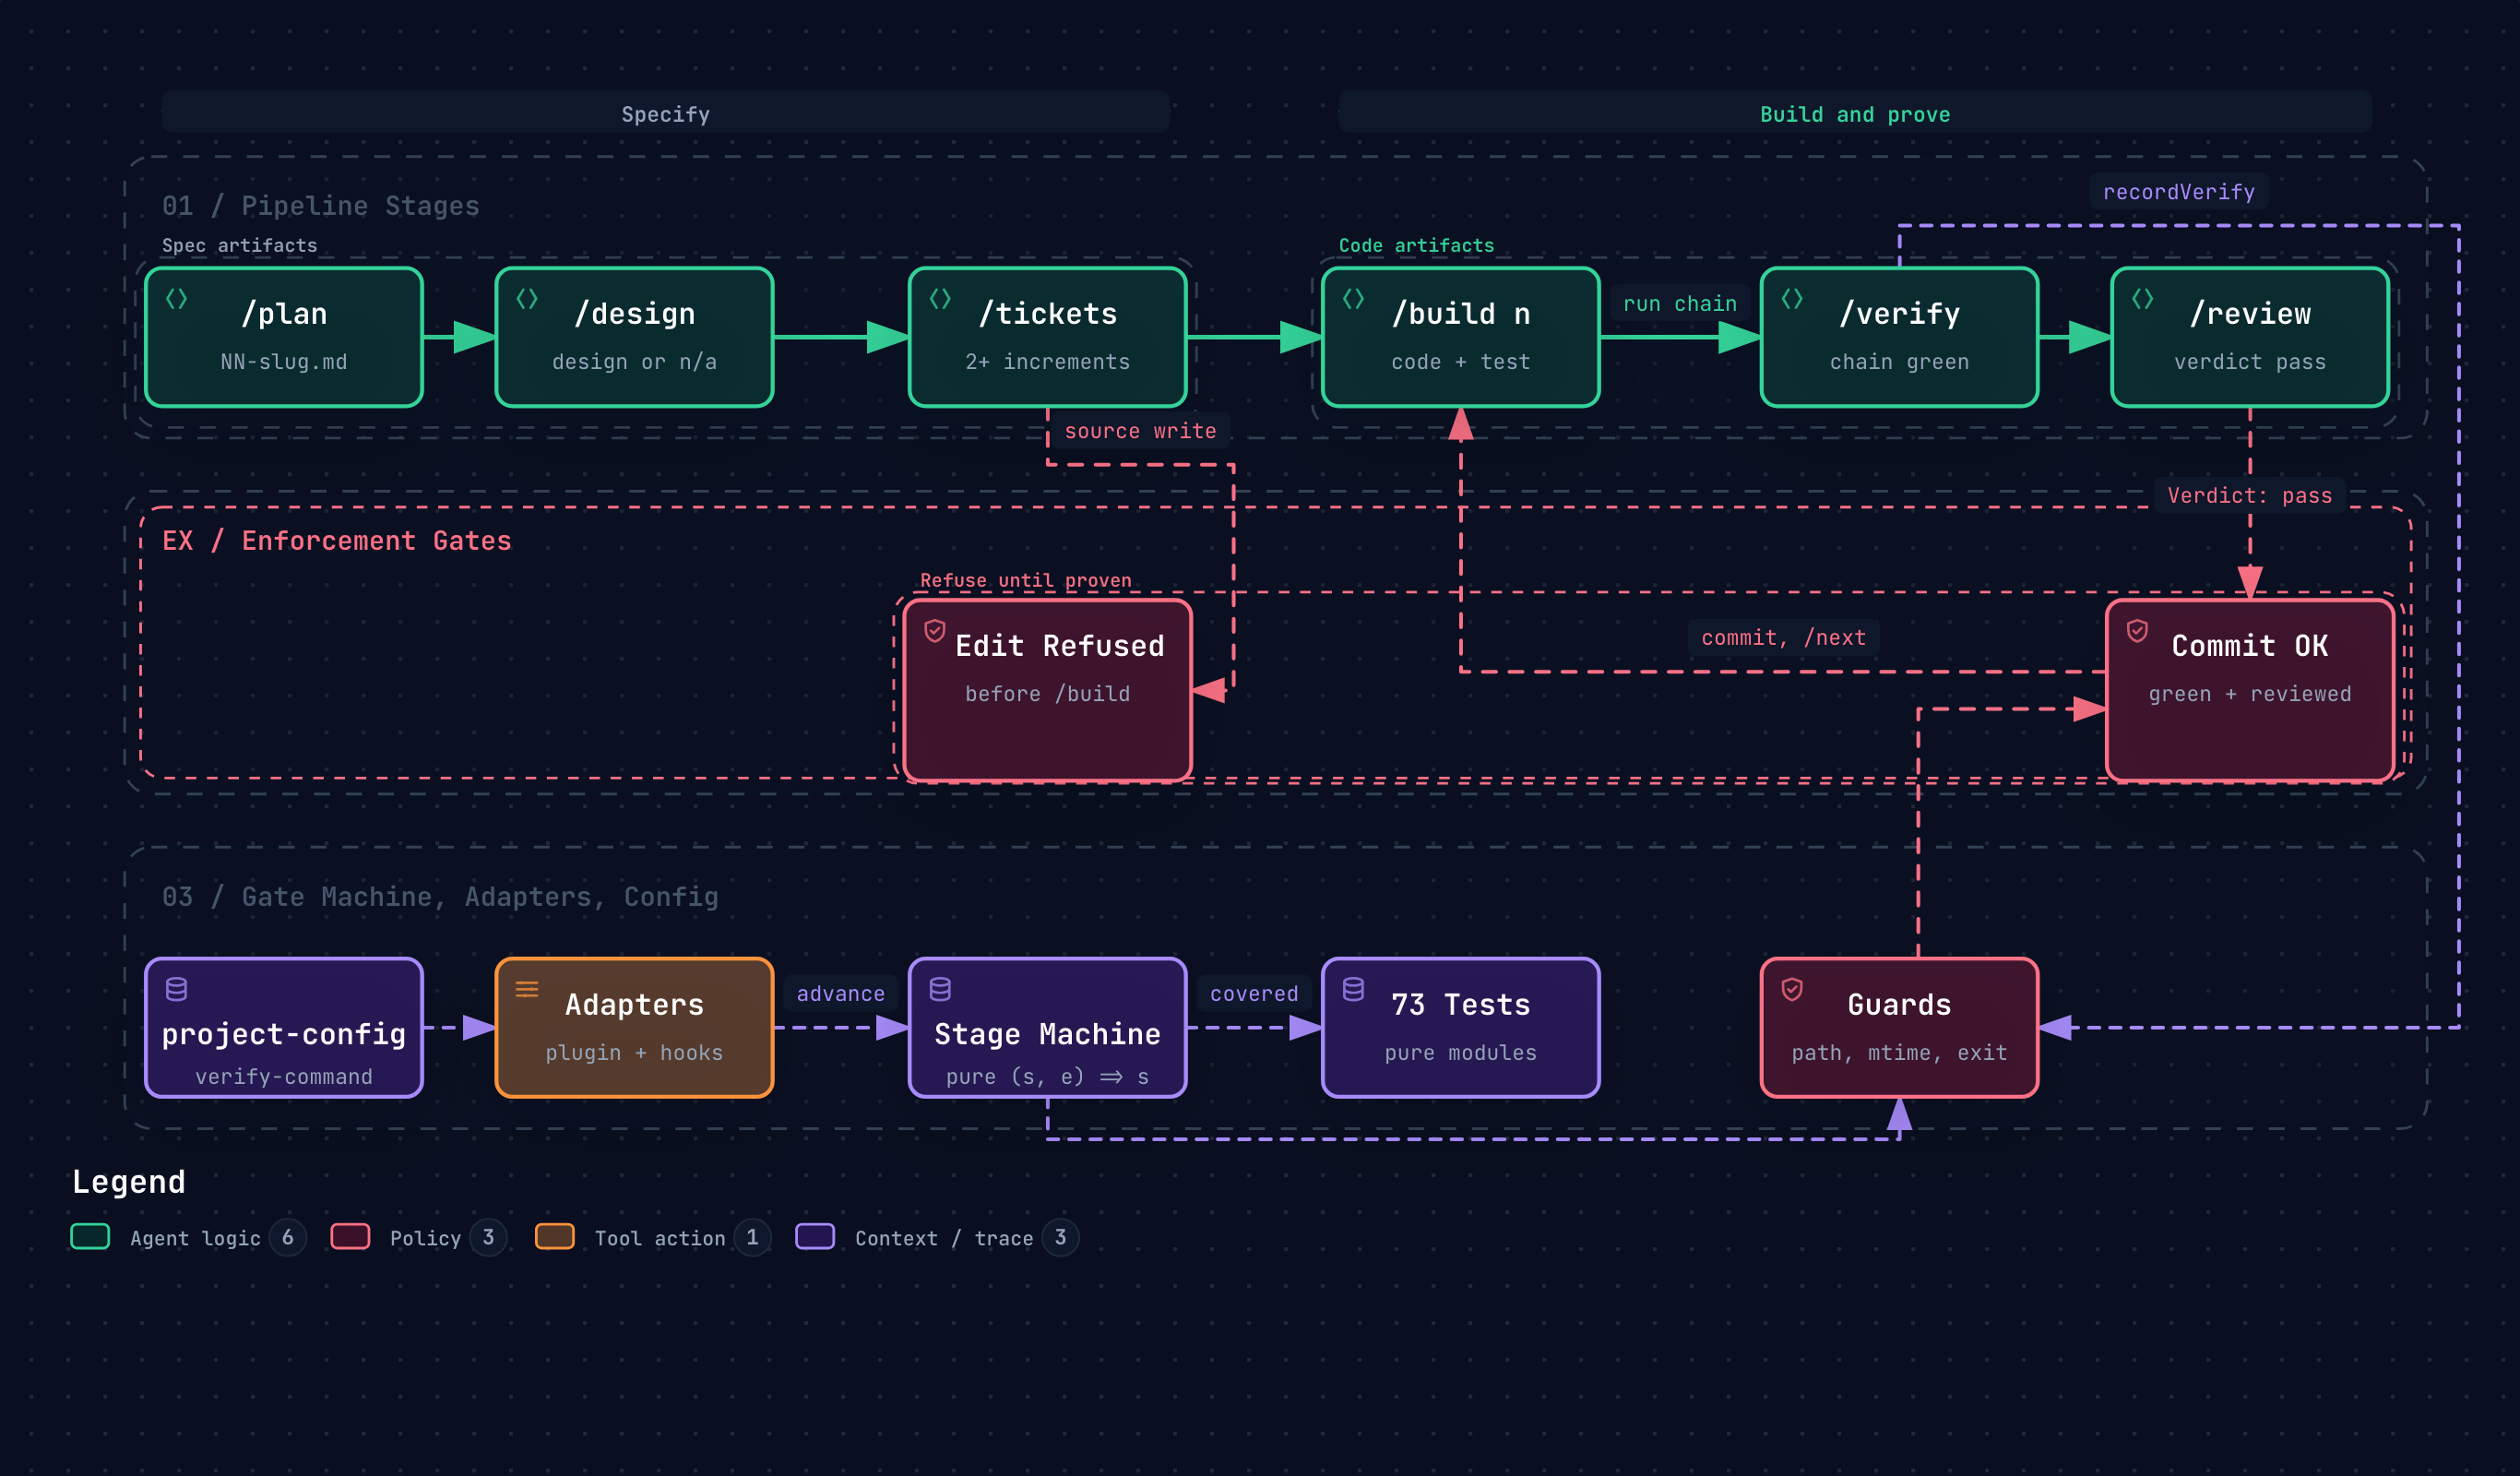 Specify
Build and prove
01 / Pipeline Stages
recordVerify
Spec artifacts
Code artifacts
/plan
NN-slug.md
/design
design or n/a
/tickets
2+ increments
/build n
code + test
run chain
/verify
chain green
/review
verdict pass
source write
Verdict: pass
EX / Enforcement Gates
Refuse until proven
Edit Refused
before /build
commit, /next
Commit OK
green + reviewed
03 / Gate Machine, Adapters, Config
project-config
verify-command
Adapters
plugin + hooks
advance
Stage Machine
pure (s, e) => s
covered
73 Tests
pure modules
Guards
path, mtime, exit
Legend
Agent logic 6
Policy 3
Tool action 1
Context / trace 3